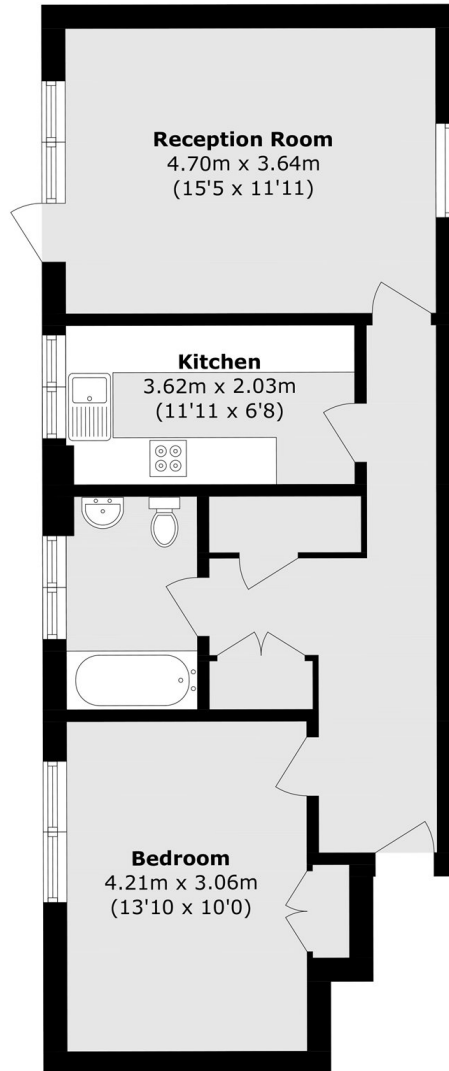 Reception Room
4.70m x 3.64m
(15'5 x 11'11)
Kitchen
3.62m x 2.03m
(11'11 x 6'8)
Bedroom
4.21m x 3.06m
(13'10 x 10'0)